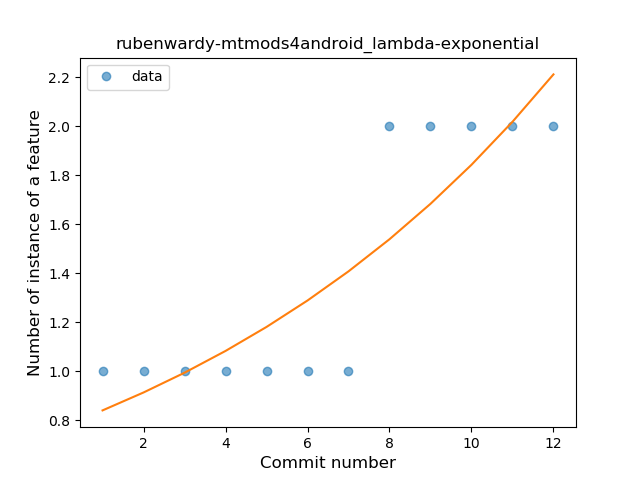 rubenwardy-mtmods4android_lambda-exponential
data
Number of instance of a feature
2.2
2.0
1.8
1.6
1.4
1.2
1.0
0.8
2 4 6 8 10 12
Commit number